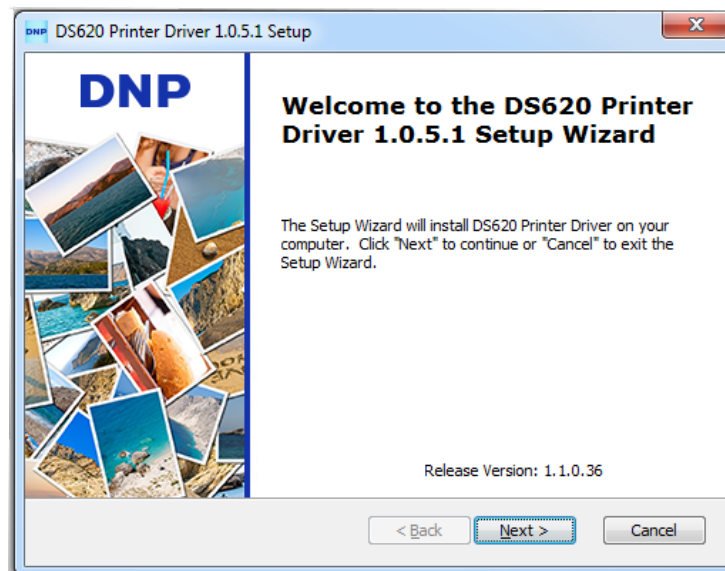 DNP DS620 Printer Driver 1.0.5.1 Setup
DNP
Welcome to the DS620 Printer
Driver 1.0.5.1 Setup Wizard
The Setup Wizard will install DS620 Printer Driver on your
computer. Click "Next" to continue or "Cancel" to exit the
Setup Wizard.
Release Version: 1.1.0.36
< Back
Next >
Cancel